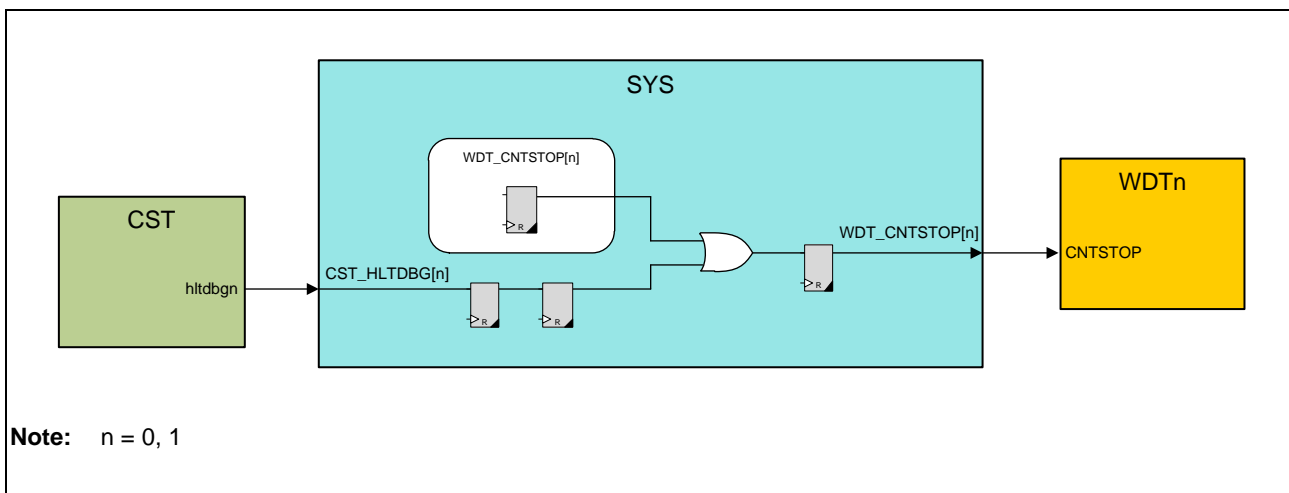 SYS
WDT_CNTSTOP[n]
R
CST
hltdbgn
CST_HLTDBG[n]
R
R
R
WDT_CNTSTOP[n]
WDTn
CNTSTOP
Note: n = 0, 1